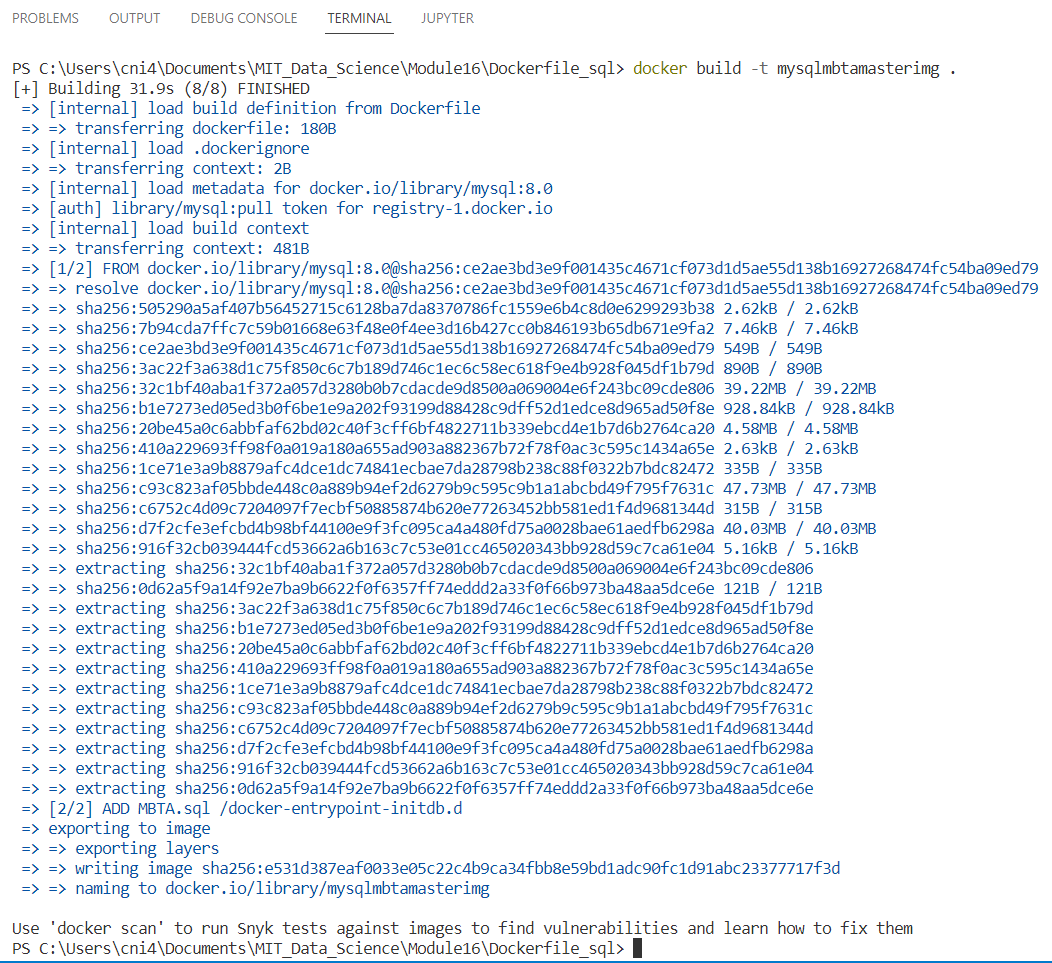 PROBLEMS OUTPUT DEBUG CONSOLE TERMINAL JUPYTER
PS C:\Users\cni4\Documents\MIT_Data_Science\Module16\Dockerfile_sql> docker build -t mysqlmbtamasterimg .
[+] Building 31.9s (8/8) FINISHED
=> [internal] load build definition from Dockerfile
=> => transferring dockerfile: 180B
=> [internal] load .dockerignore
=> => transferring context: 2B
=> [internal] load metadata for docker.io/library/mysql:8.0
=> [auth] library/mysql:pull token for registry-1.docker.io
=> [internal] load build context
=> => transferring context: 481B
=> [1/2] FROM docker.io/library/mysql:8.0@sha256:ce2ae3bd3e9f001435c4671cf073d1d5ae55d138b16927268474fc54ba09ed79
=> => resolve docker.io/library/mysql:8.0@sha256:ce2ae3bd3e9f001435c4671cf073d1d5ae55d138b16927268474fc54ba09ed79
=> => sha256:505290a5af407b56452715c6128ba7da8370786fc1559e6b4c8d0e6299293b38 2.62kB / 2.62kB
=> => sha256:7b94cda7ffc7c59b01668e63f48e0f4ee3d16b427cc0b846193b65db671e9fa2 7.46kB / 7.46kB
=> => sha256:ce2ae3bd3e9f001435c4671cf073d1d5ae55d138b16927268474fc54ba09ed79 549B / 549B
=> => sha256:3ac22f3a638d1c75f850c6c7b189d746c1ec6c58ec618f9e4b928f045df1b79d 890B / 890B
=> => sha256:32c1bf40aba1f372a057d3280b0b7cdacde9d8500a069004e6f243bc09cde806 39.22MB / 39.22MB
=> => sha256:b1e7273ed05ed3b0f6be1e9a202f93199d88428c9dff52d1edce8d965ad50f8e 928.84kB / 928.84kB
=> => sha256:20be45a0c6abbfaf62bd02c40f3cff6bf4822711b339ebcd4e1b7d6b2764ca20 4.58MB / 4.58MB
=> => sha256:410a229693ff98f0a019a180a655ad903a882367b72f78f0ac3c595c1434a65e 2.63kB / 2.63kB
=> => sha256:1ce71e3a9b8879afc4dce1dc74841ecbae7da28798b238c88f0322b7bdc82472 335B / 335B
=> => sha256:c93c823af05bbde448c0a889b94ef2d6279b9c595c9b1a1abcbd49f795f7631c 47.73MB / 47.73MB
=> => sha256:c6752c4d09c7204097f7ecbf50885874b620e77263452bb581ed1f4d9681344d 315B / 315B
=> => sha256:d7f2cfe3efcbd4b98bf44100e9f3fc095ca4a480fd75a0028bae61aedfb6298a 40.03MB / 40.03MB
=> => sha256:916f32cb039444fcd53662a6b163c7c53e01cc465020343bb928d59c7ca61e04 5.16kB / 5.16kB
=> => extracting sha256:32c1bf40aba1f372a057d3280b0b7cdacde9d8500a069004e6f243bc09cde806
=> => sha256:0d62a5f9a14f92e7ba9b6622f0f6357ff74eddd2a33f0f66b973ba48aa5dce6e 121B / 121B
=> => extracting sha256:3ac22f3a638d1c75f850c6c7b189d746c1ec6c58ec618f9e4b928f045df1b79d
=> => extracting sha256:b1e7273ed05ed3b0f6be1e9a202f93199d88428c9dff52d1edce8d965ad50f8e
=> => extracting sha256:20be45a0c6abbfaf62bd02c40f3cff6bf4822711b339ebcd4e1b7d6b2764ca20
=> => extracting sha256:410a229693ff98f0a019a180a655ad903a882367b72f78f0ac3c595c1434a65e
=> => extracting sha256:1ce71e3a9b8879afc4dce1dc74841ecbae7da28798b238c88f0322b7bdc82472
=> => extracting sha256:c93c823af05bbde448c0a889b94ef2d6279b9c595c9b1a1abcbd49f795f7631c
=> => extracting sha256:c6752c4d09c7204097f7ecbf50885874b620e77263452bb581ed1f4d9681344d
=> => extracting sha256:d7f2cfe3efcbd4b98bf44100e9f3fc095ca4a480fd75a0028bae61aedfb6298a
=> => extracting sha256:916f32cb039444fcd53662a6b163c7c53e01cc465020343bb928d59c7ca61e04
=> => extracting sha256:0d62a5f9a14f92e7ba9b6622f0f6357ff74eddd2a33f0f66b973ba48aa5dce6e
=> [2/2] ADD MBTA.sql /docker-entrypoint-initdb.d
=> exporting to image
=> => exporting layers
=> => writing image sha256:e531d387eaf0033e05c22c4b9ca34fbb8e59bd1adc90fc1d91abc23377717f3d
=> => naming to docker.io/library/mysqlmbtamasterimg
Use 'docker scan' to run Snyk tests against images to find vulnerabilities and learn how to fix them
PS C:\Users\cni4\Documents\MIT_Data_Science\Module16\Dockerfile_sql>